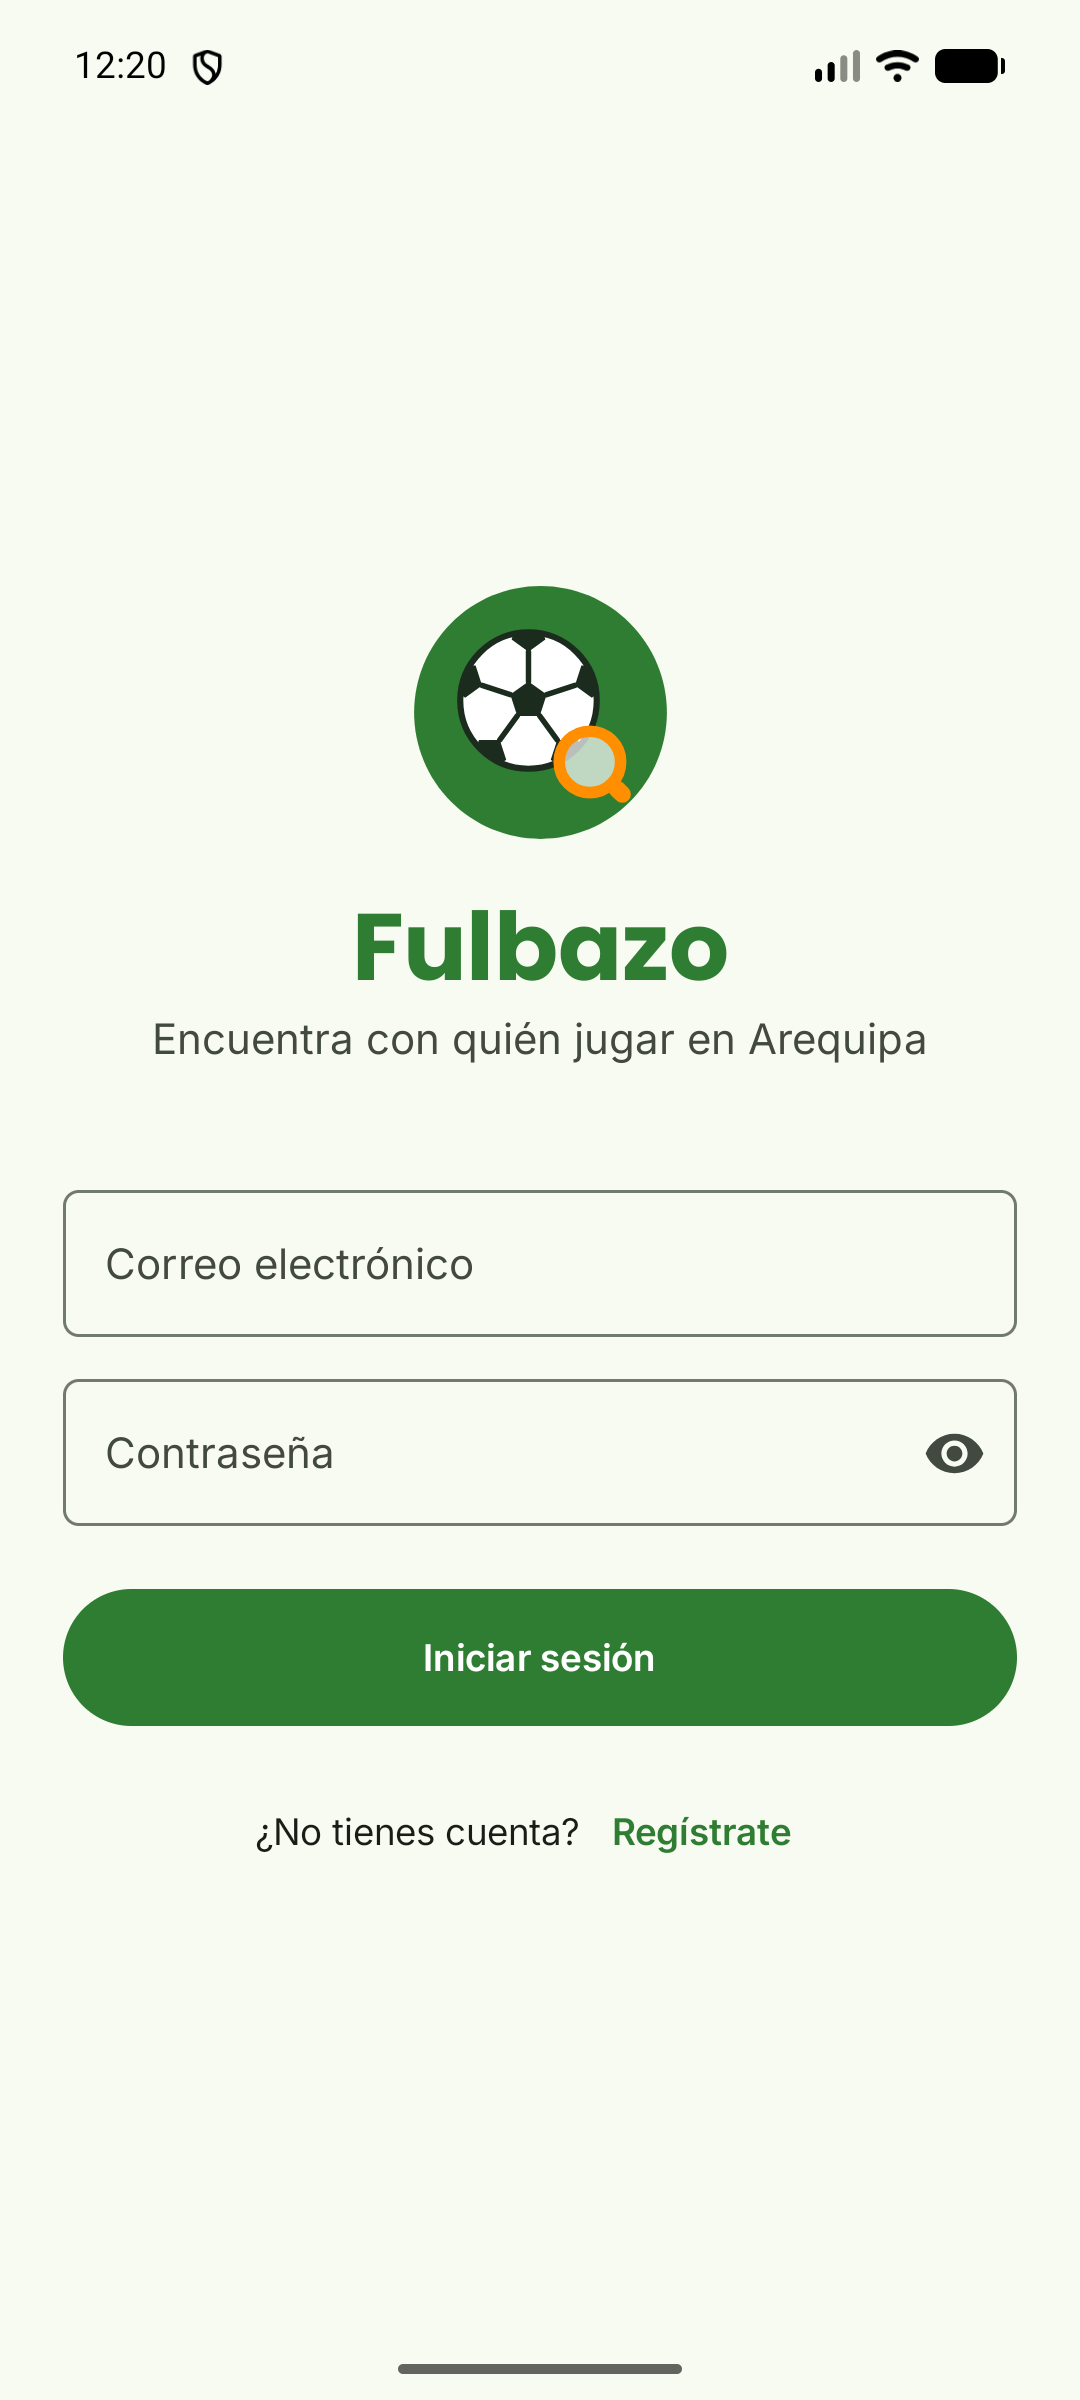 12:20
Fulbazo
Encuentra con quién jugar en Arequipa
Correo electrónico
Contraseña
Iniciar sesión
¿No tienes cuenta? Regístrate